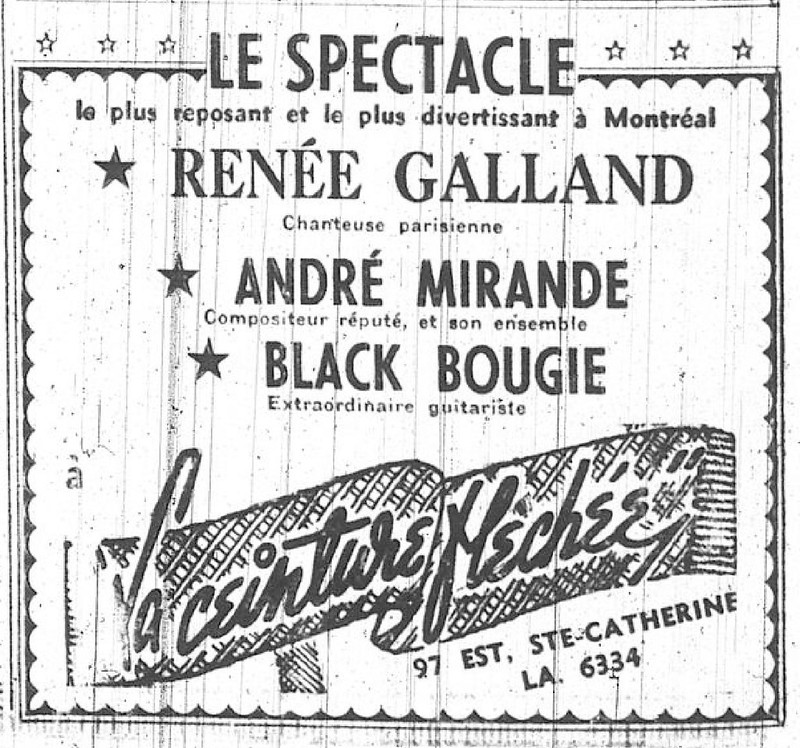 LE SPECTACLE
le plus reposant et le plus divertissant à Montréal
RENÉE GALLAND
Chanteuse parisienne
ANDRÉ MIRANDE
Compositeur réputé, et son ensemble
BLACK BOUGIE
Extraordinaire guitariste
la ceinture fléchée"
97 EST, STE-CATHERINE
LA. 6334